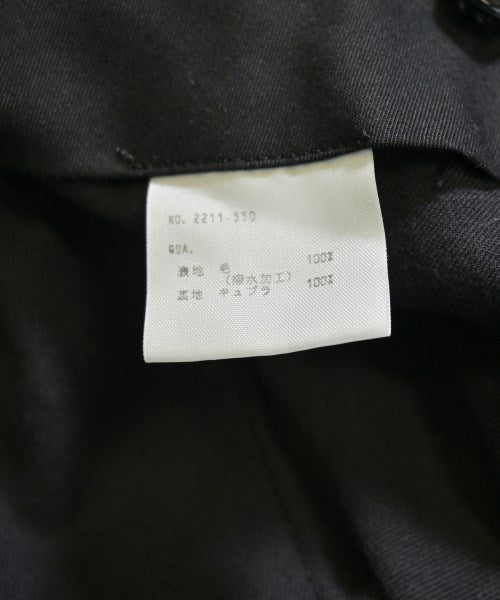 NO. 2211-550
QUA.
表地 毛 100%
(撥水加工)
裏地 キュプラ 100%